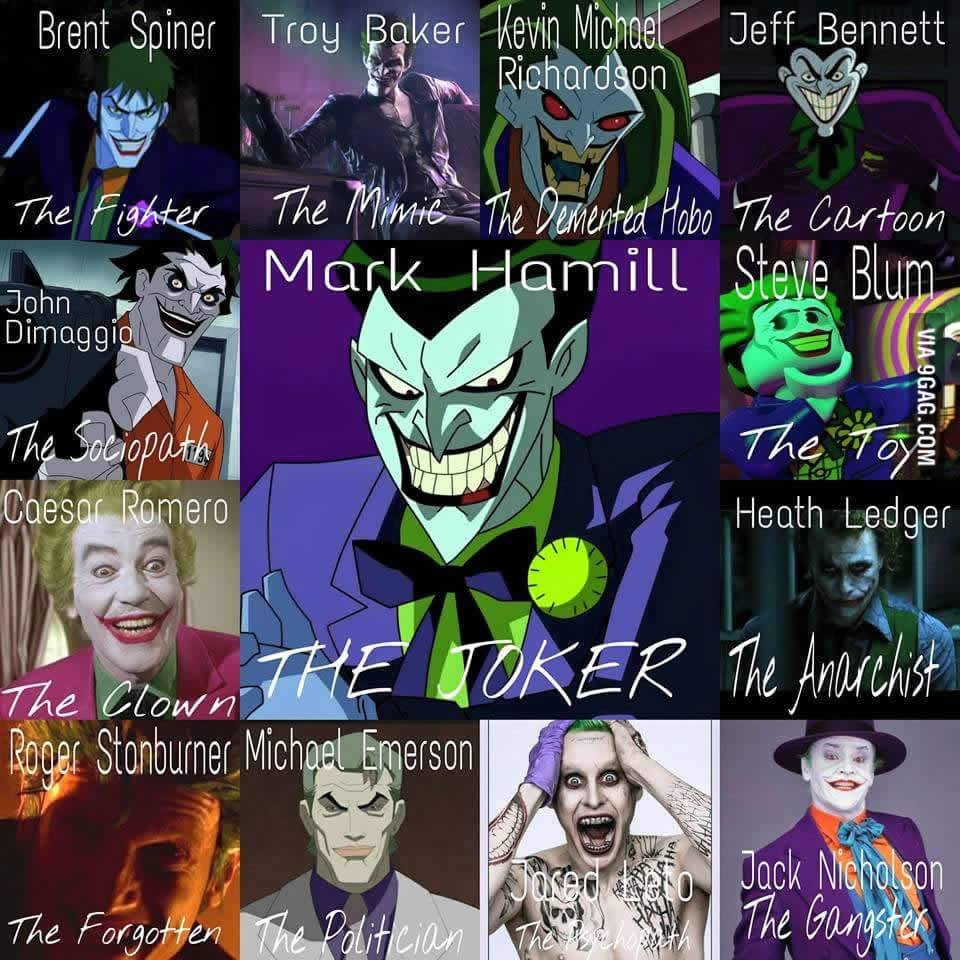 Brent Spiner
The Fighter
Troy Baker
The Mimic
Kevin Michael
Richardson
The Demented Hobo
Jeff Bennett
The Cartoon
John
Dimaggio
The Sociopath
Mark Hamill
THE JOKER
Steve Blum
The Toy
VIA 9GAG.COM
Caesar Romero
The Clown
Heath Ledger
The Anarchist
Roger Stonburner
The Forgotten
Michael Emerson
The Politician
Jared Leto
The Psychopath
Jack Nicholson
The Gangster